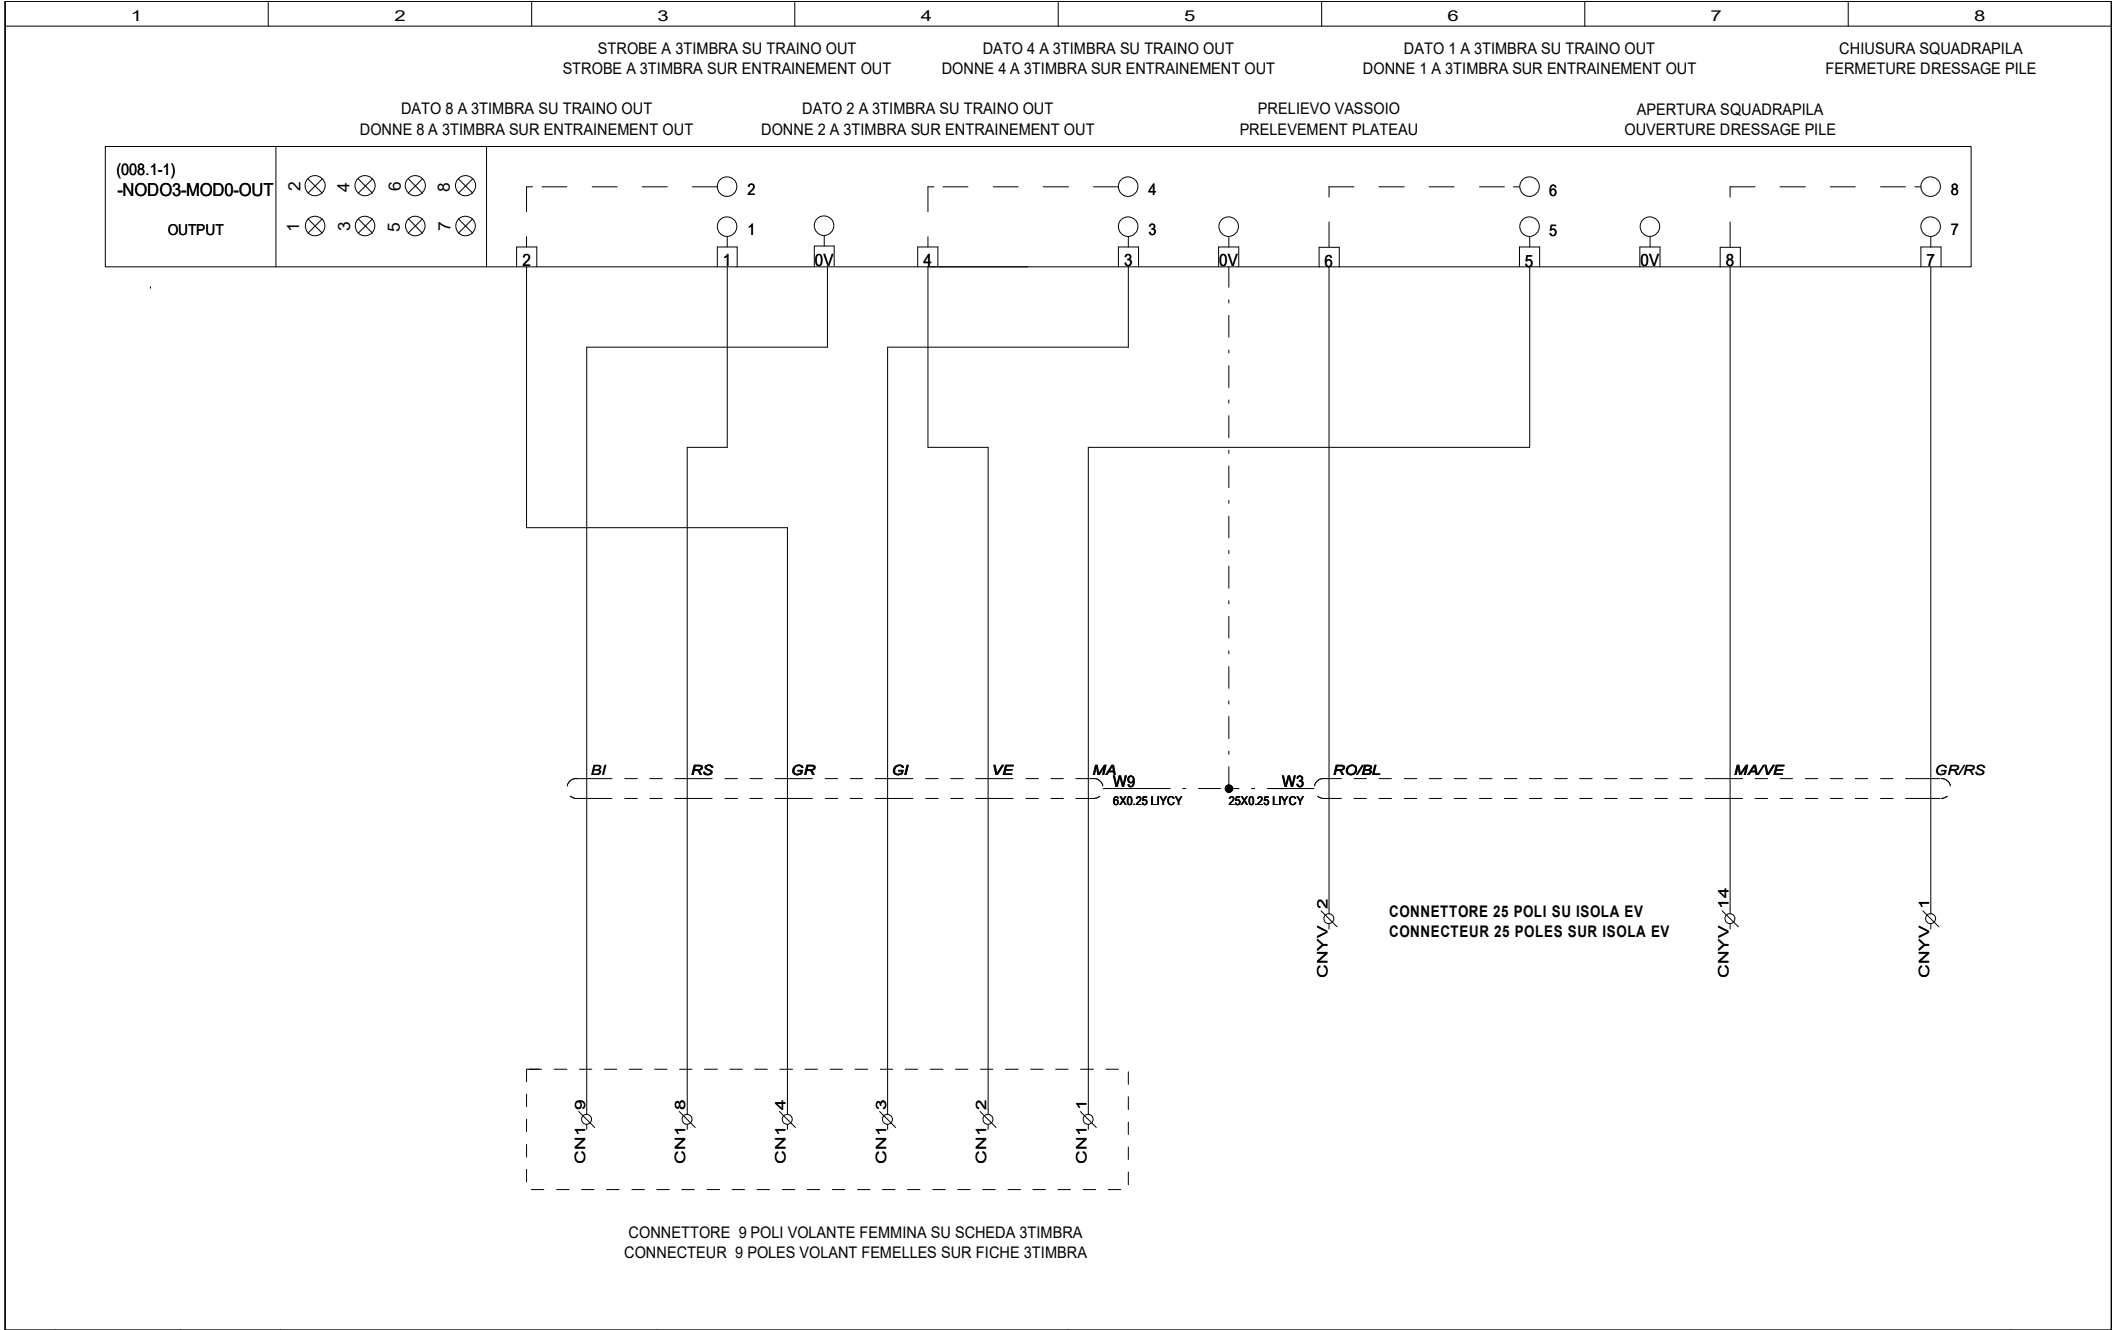 1 2 3 4 5 6 7 8
STROBE A 3TIMBRA SU TRAINO OUT
STROBE A 3TIMBRA SUR ENTRAINEMENT OUT
DATO 4 A 3TIMBRA SU TRAINO OUT
DONNE 4 A 3TIMBRA SUR ENTRAINEMENT OUT
DATO 1 A 3TIMBRA SU TRAINO OUT
DONNE 1 A 3TIMBRA SUR ENTRAINEMENT OUT
CHIUSURA SQUADRAPILA
FERMETURE DRESSAGE PILE
DATO 8 A 3TIMBRA SU TRAINO OUT
DONNE 8 A 3TIMBRA SUR ENTRAINEMENT OUT
DATO 2 A 3TIMBRA SU TRAINO OUT
DONNE 2 A 3TIMBRA SUR ENTRAINEMENT OUT
PRELIEVO VASSOIO
PRELEVEMENT PLATEAU
APERTURA SQUADRAPILA
OUVERTURE DRESSAGE PILE
(008.1-1)
-NODO3-MOD0-OUT
OUTPUT
2 4 6 8
1 3 5 7
2 4 6 8
1 3 5 7
2 1 0V 4 3 0V 6 5 0V 8 7
BI RS GR GI VE MA
W9
6X0.25 LIYCY
W3
25X0.25 LIYCY
RO/BL MA/VE GR/RS
CNYV 2
CONNETTORE 25 POLI SU ISOLA EV
CONNECTEUR 25 POLES SUR ISOLA EV
CNYV 14
CNYV 1
CN1 9
CN1 8
CN1 4
CN1 3
CN1 2
CN1 1
CONNETTORE 9 POLI VOLANTE FEMMINA SU SCHEDA 3TIMBRA
CONNECTEUR 9 POLES VOLANT FEMELLES SUR FICHE 3TIMBRA